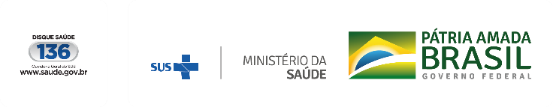 DISQUE SAÚDE
136
www.saude.gov.br
SUS
MINISTÉRIO DA
SAÚDE
PÁTRIA AMADA
BRASIL
GOVERNO FEDERAL